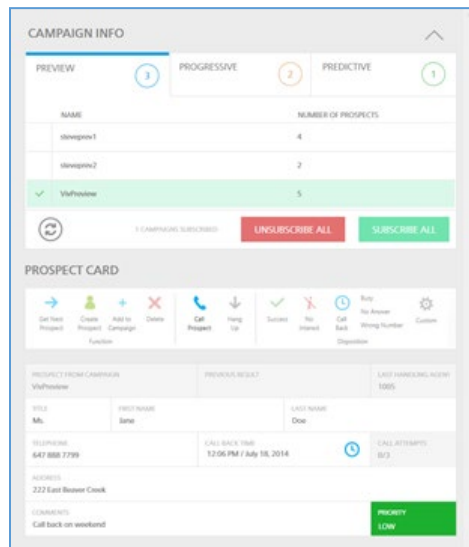 CAMPAIGN INFO
PREVIEW 3 PROGRESSIVE 2 PREDICTIVE 1
NAME NUMBER OF PROSPECTS
steveprev1 4
steveprev2 2
VivPreview 5
1 CAMPAIGNS SUBSCRIBED UNSUBSCRIBE ALL SUBSCRIBE ALL
PROSPECT CARD
Get Next Prospect Create Prospect Add to Campaign Delete Call Prospect Hang Up Success No Interest Call Back Busy No Answer Wrong Number Custom
Function Disposition
PROSPECT FROM CAMPAIGN PREVIOUS RESULT LAST HANDLING AGENT
VivPreview 1005
TITLE FIRST NAME LAST NAME
Ms. Jane Doe
TELEPHONE CALL BACK TIME CALL ATTEMPTS
647 888 7799 12:06 PM / July 18, 2014 0/3
ADDRESS
222 East Beaver Creek
COMMENTS PRIORITY
Call back on weekend LOW